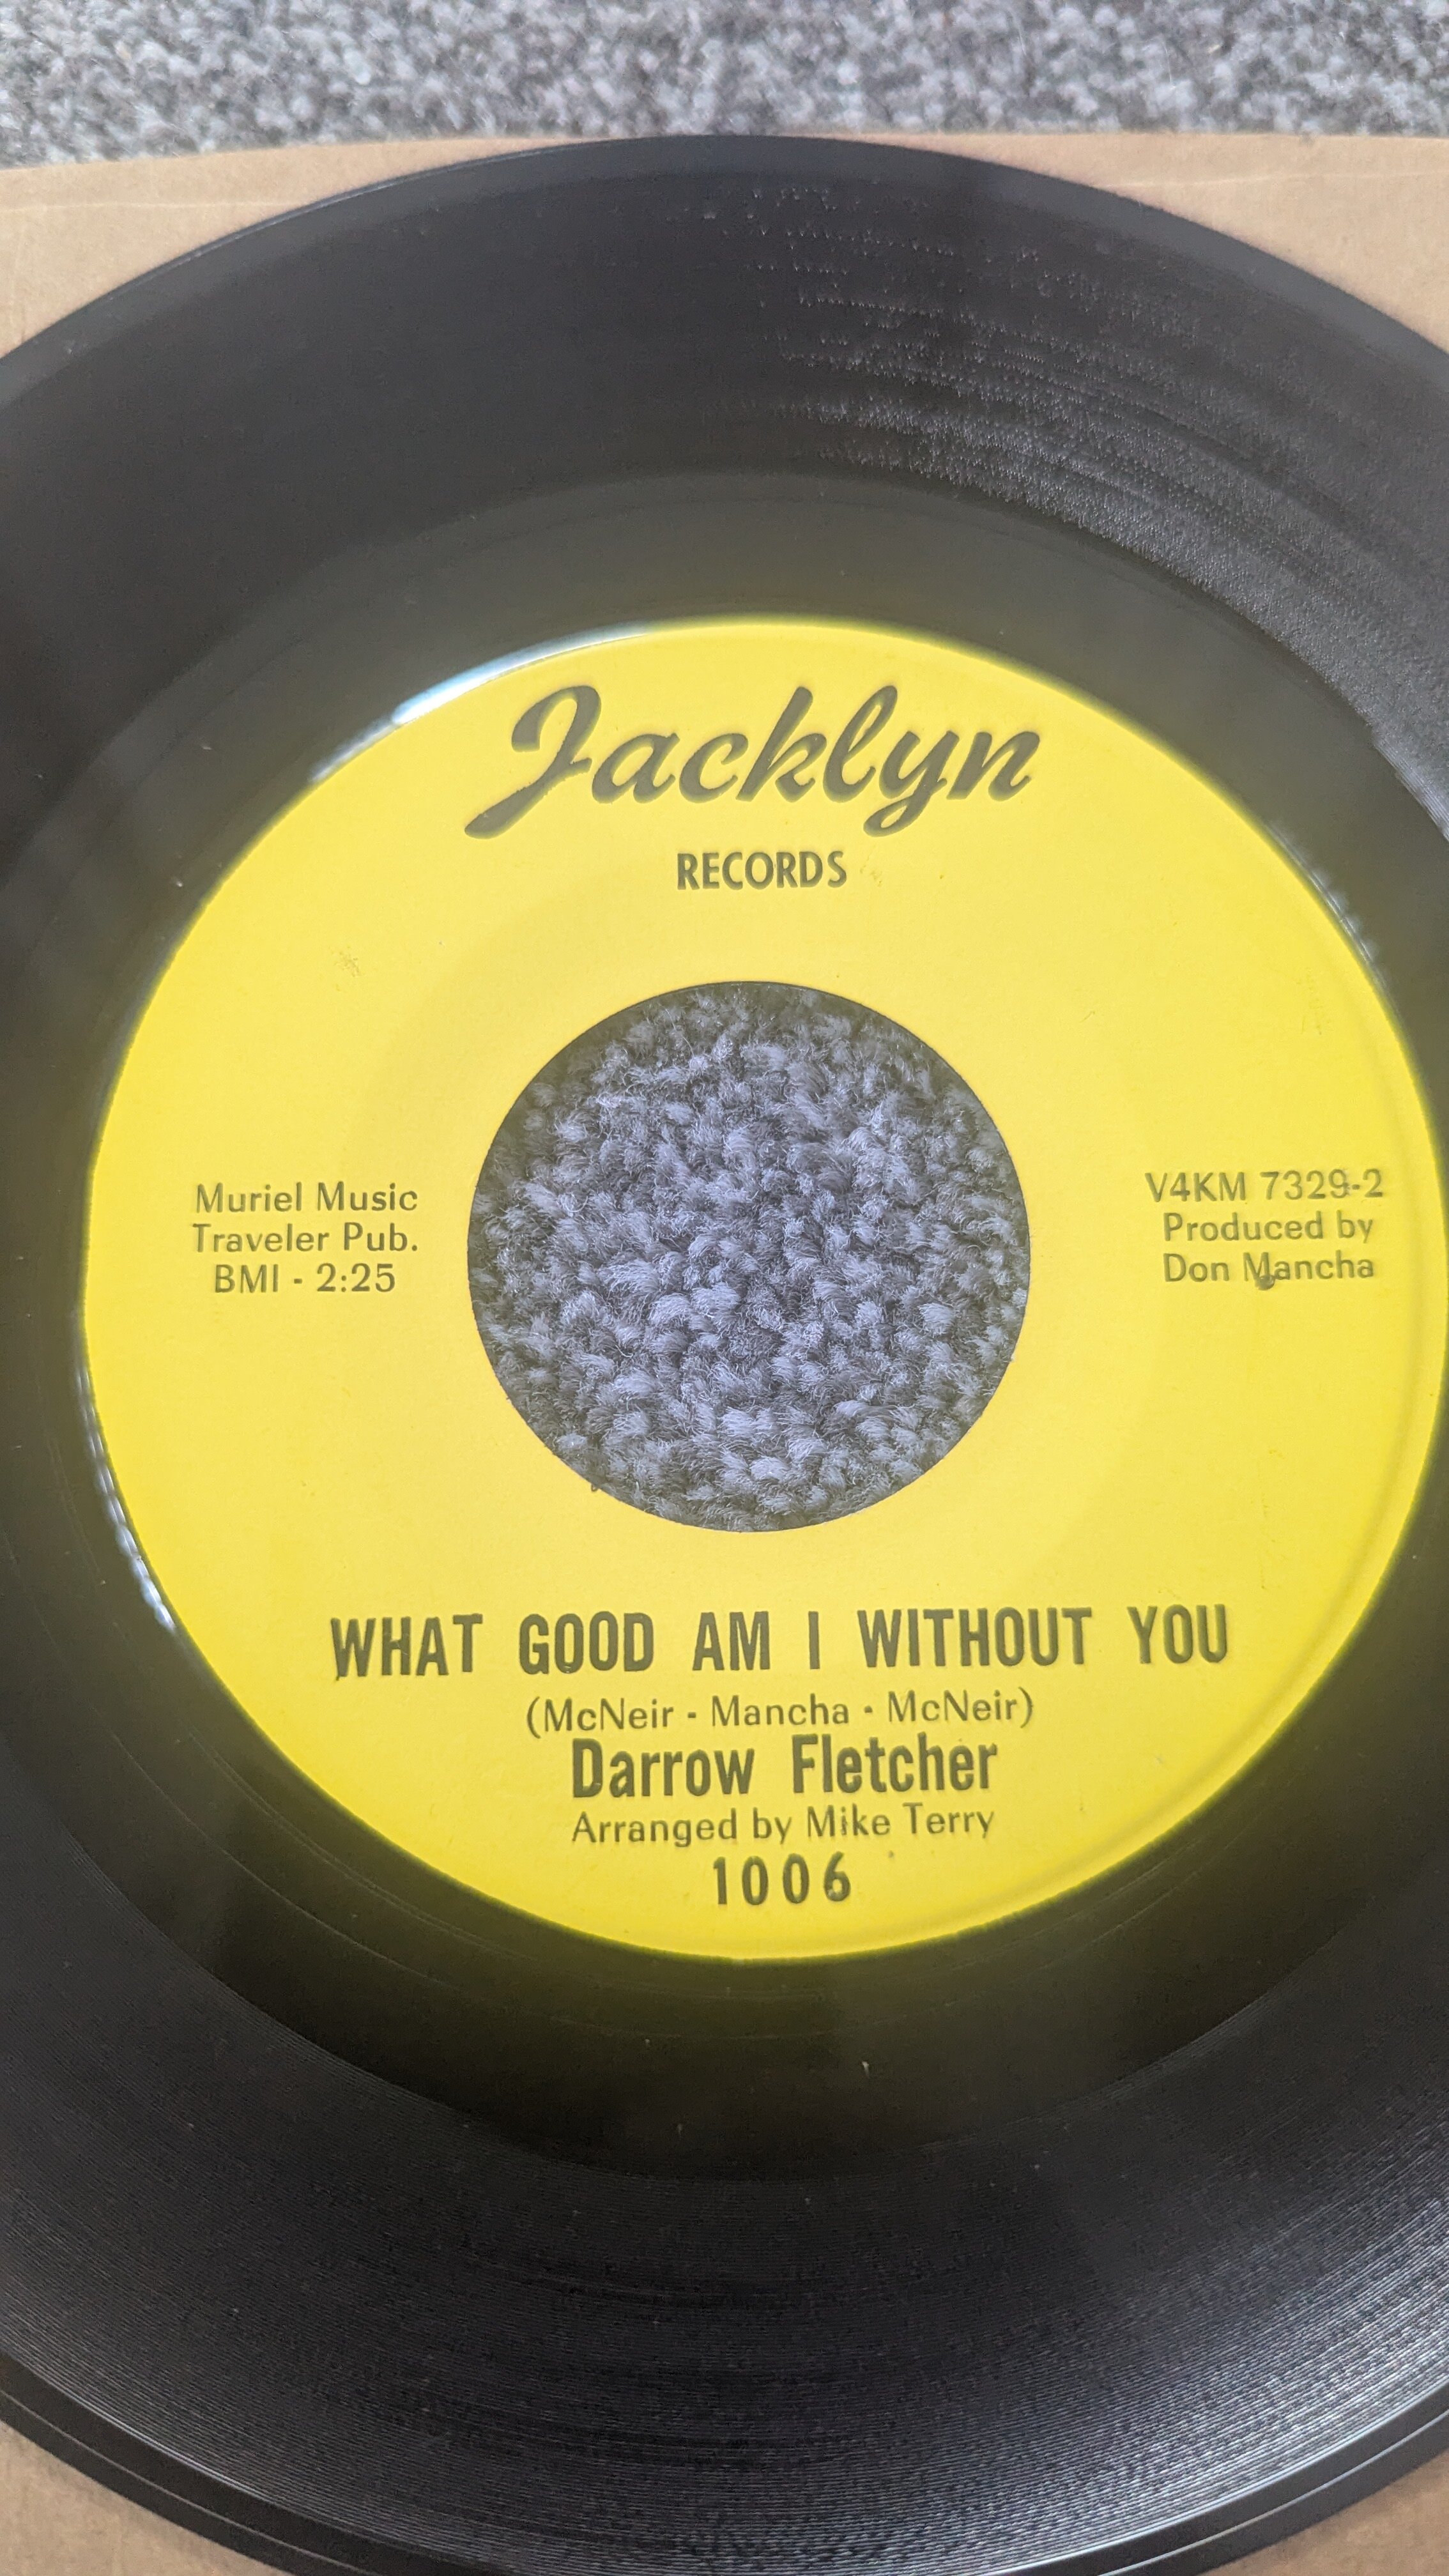 Jacklyn
RECORDS
Muriel Music
Traveler Pub.
BMI - 2:25
V4KM 7329-2
Produced by
Don Mancha
WHAT GOOD AM I WITHOUT YOU
(McNeir - Mancha - McNeir)
Darrow Fletcher
Arranged by Mike Terry
1006